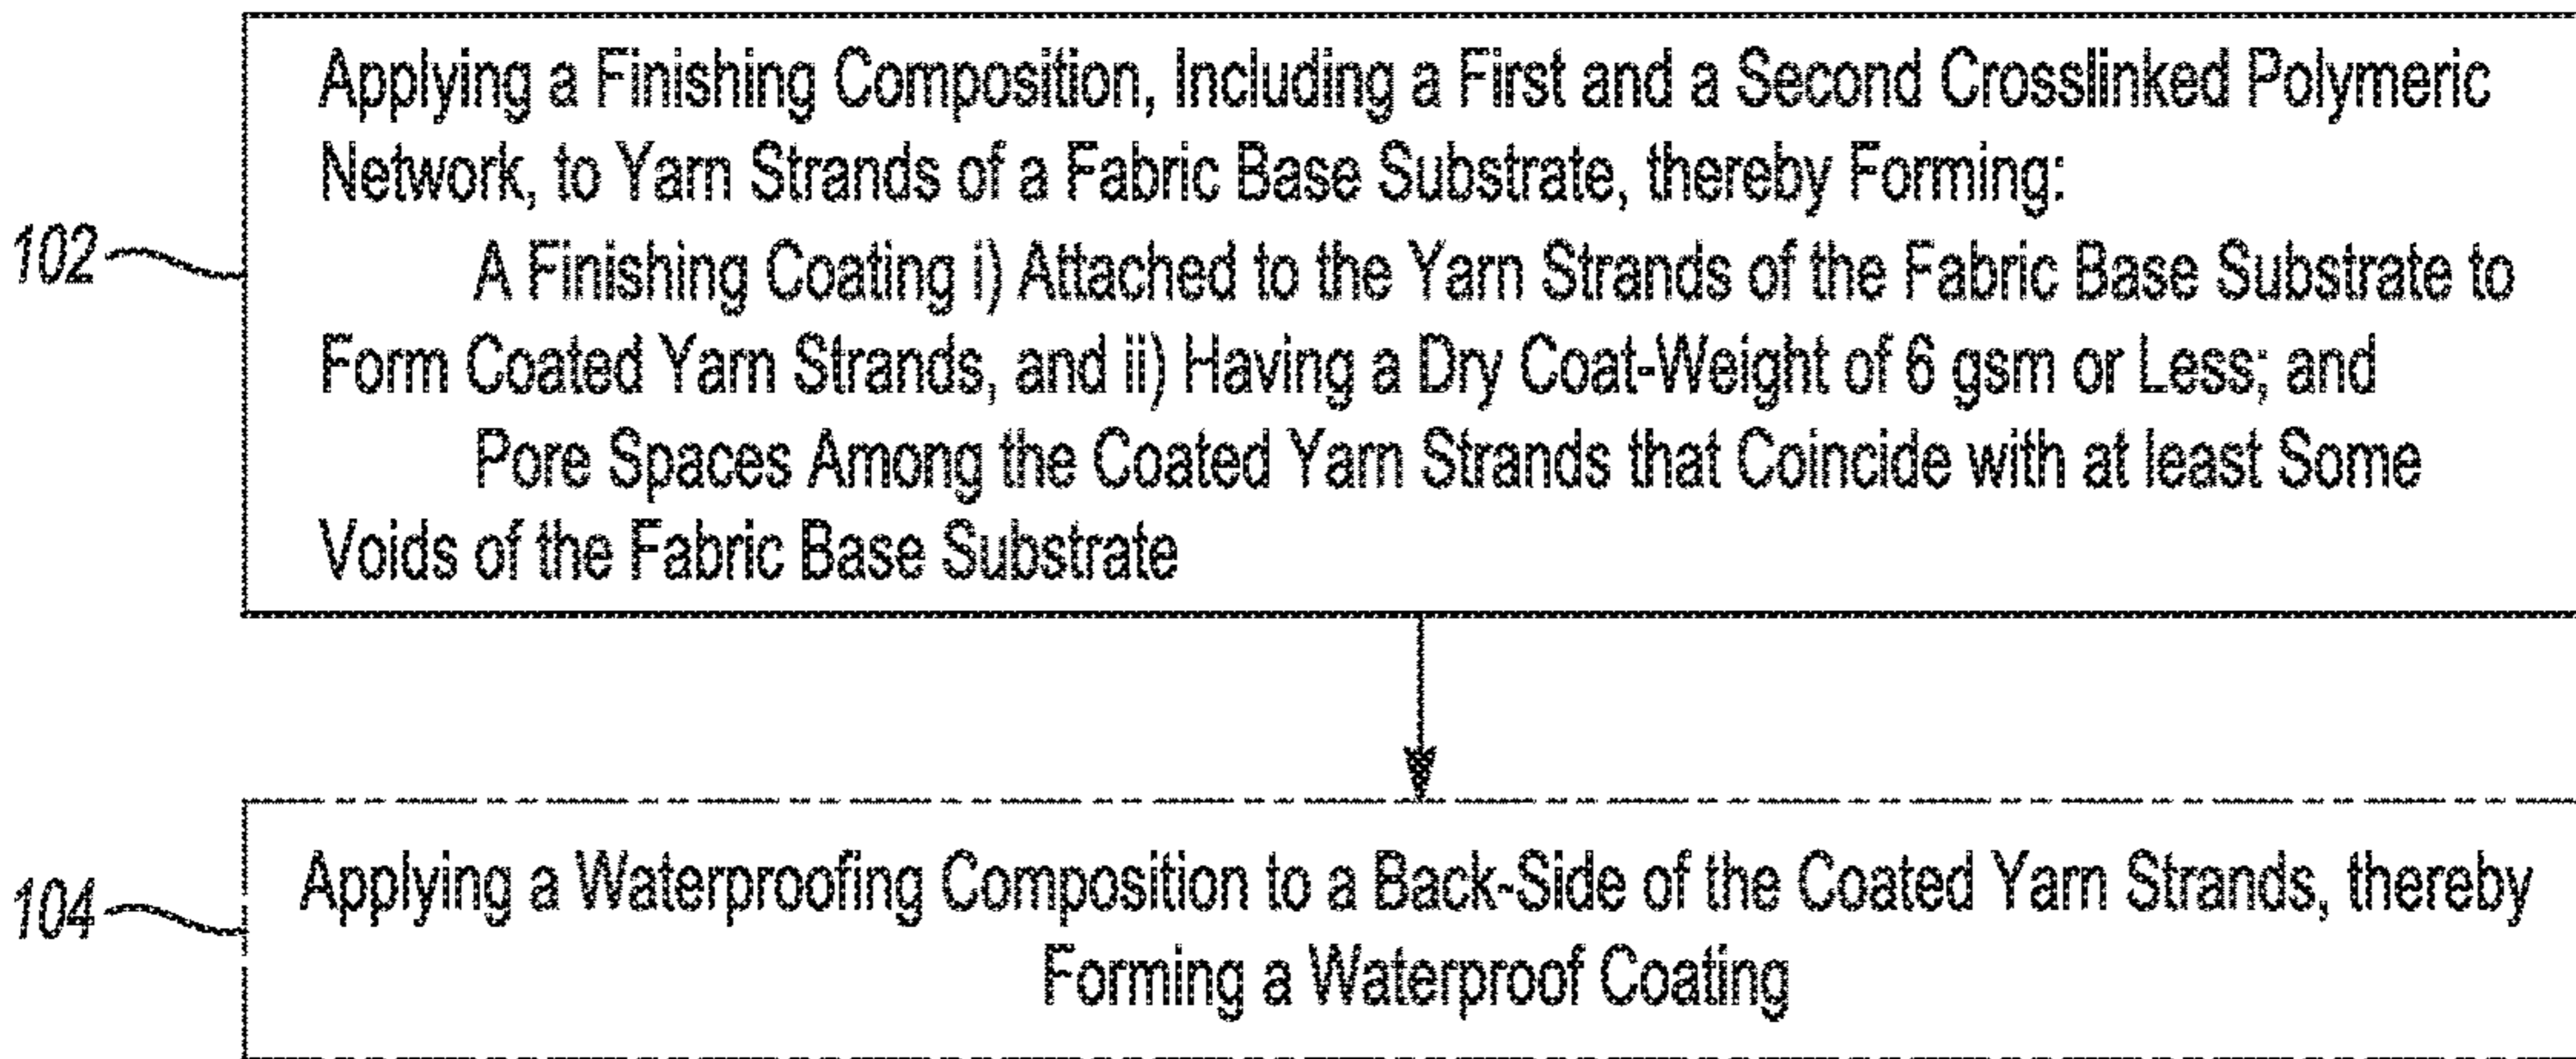 Applying a Finishing Composition, Including a First and a Second Crosslinked Polymeric
Network, to Yarn Strands of a Fabric Base Substrate, thereby Forming:
A Finishing Coating i) Attached to the Yarn Strands of the Fabric Base Substrate to
102
Form Coated Yarn Strands, and ii) Having a Dry Coat-Weight of 6 gsm or Less; and
Pore Spaces Among the Coated Yarn Strands that Coincide with at least Some
Voids of the Fabric Base Substrate
Applying a Waterproofing Composition to a Back-Side of the Coated Yarn Strands, thereby
104
Forming a Waterproof Coating